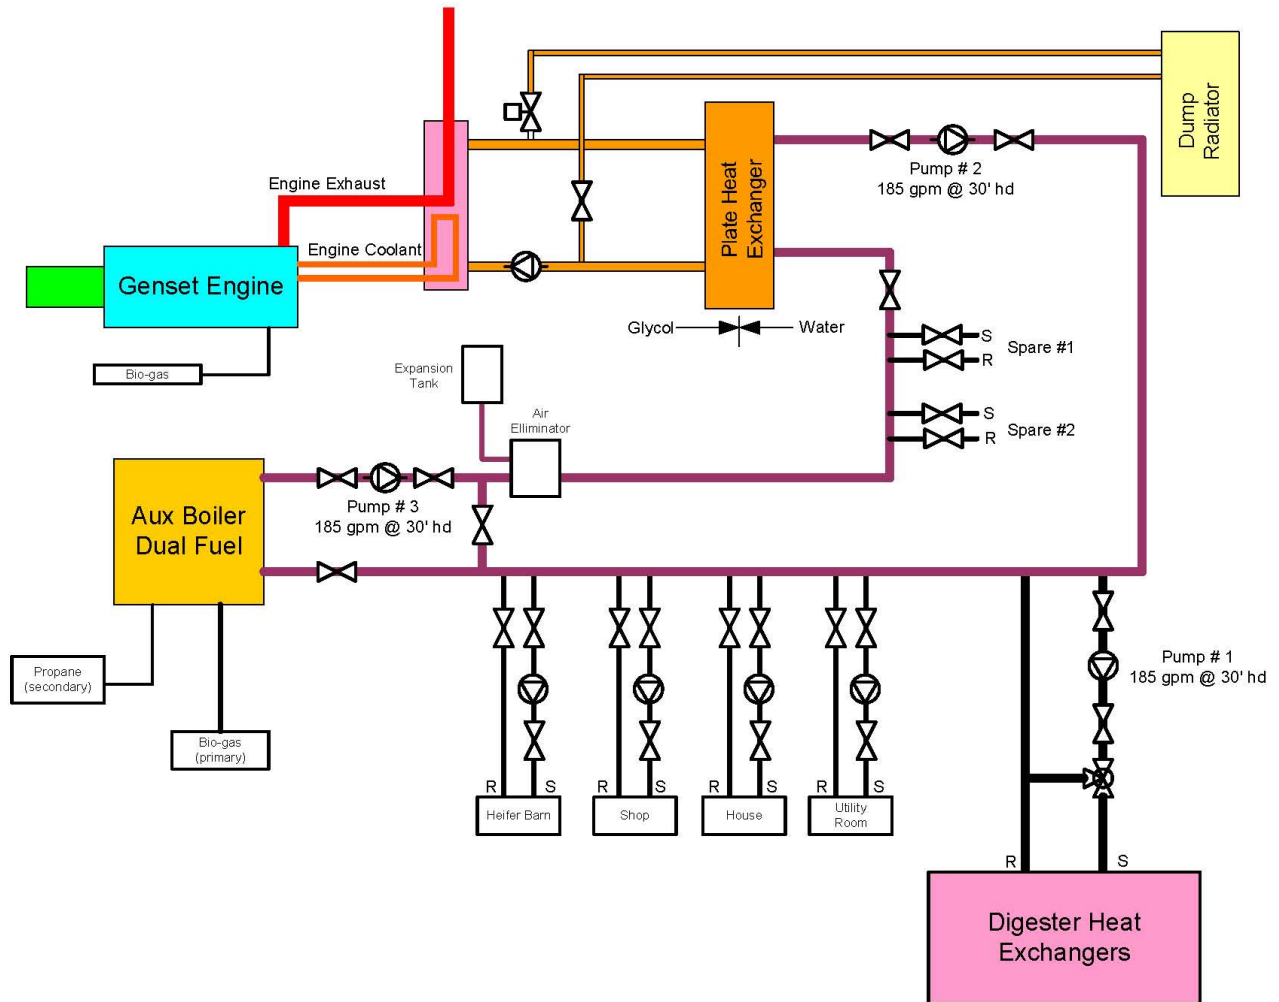 Dump
Radiator
Engine Exhaust
Plate Heat
Exchanger
Pump # 2
185 gpm @ 30' hd
Engine Coolant
Genset Engine
Glycol
Water
S
Spare #1
R
Bio-gas
Expansion
Tank
Air
Elliminator
S
Spare #2
R
Aux Boiler
Dual Fuel
Pump # 3
185 gpm @ 30' hd
Propane
(secondary)
Bio-gas
(primary)
Pump # 1
185 gpm @ 30' hd
R S
Heifer Barn
R S
Shop
R S
House
R S
Utility
Room
R S
Digester Heat
Exchangers